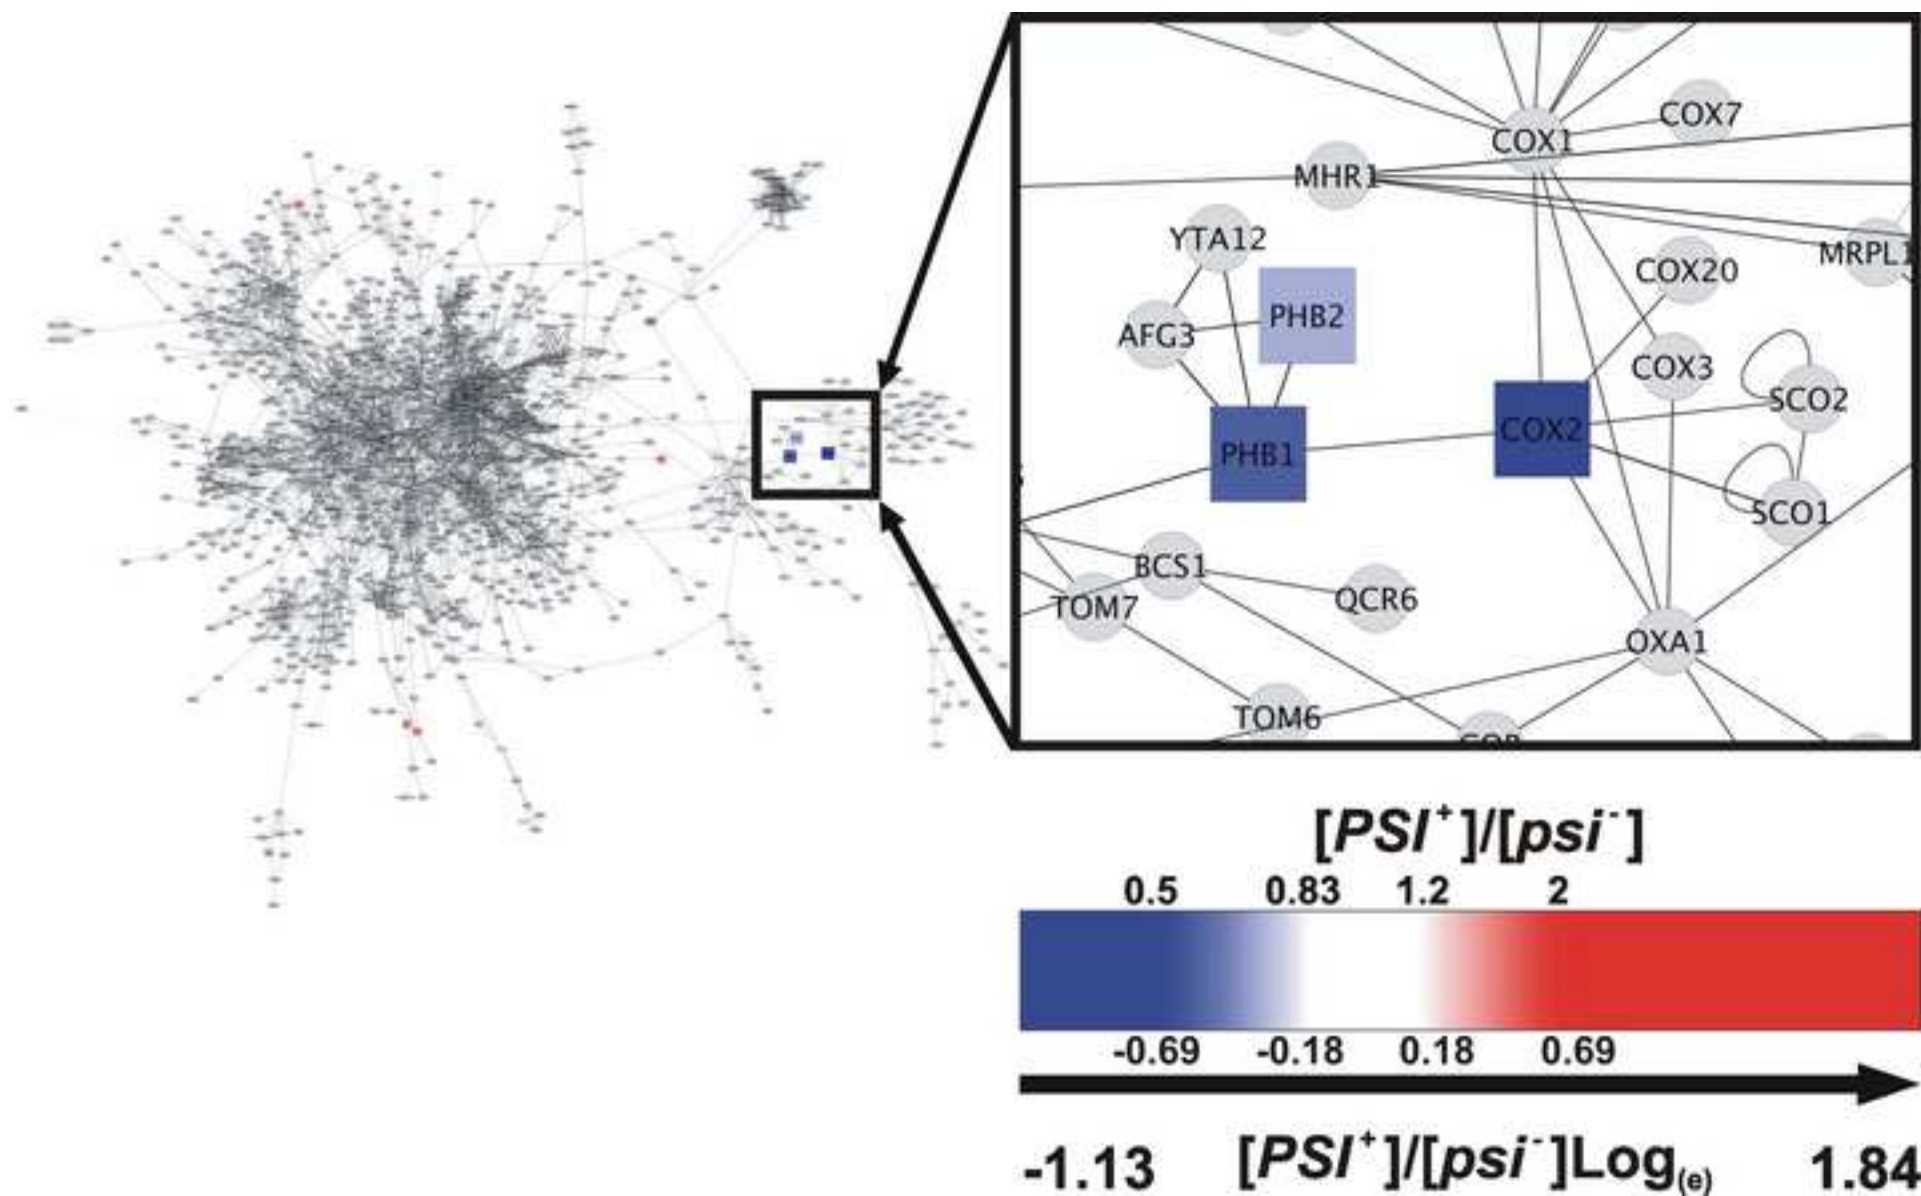 COX7
COX1
MHR1
YTA12
MRPL1
COX20
PHB2
AFG3
COX3
SCO2
COX2
PHB1
SCO1
BCS1
QCR6
TOM7
OXA1
TOM6
[PSI⁺]/[psi⁻]
0.5 0.83 1.2 2
-0.69 -0.18 0.18 0.69
-1.13 [PSI⁺]/[psi⁻]Log(e) 1.84